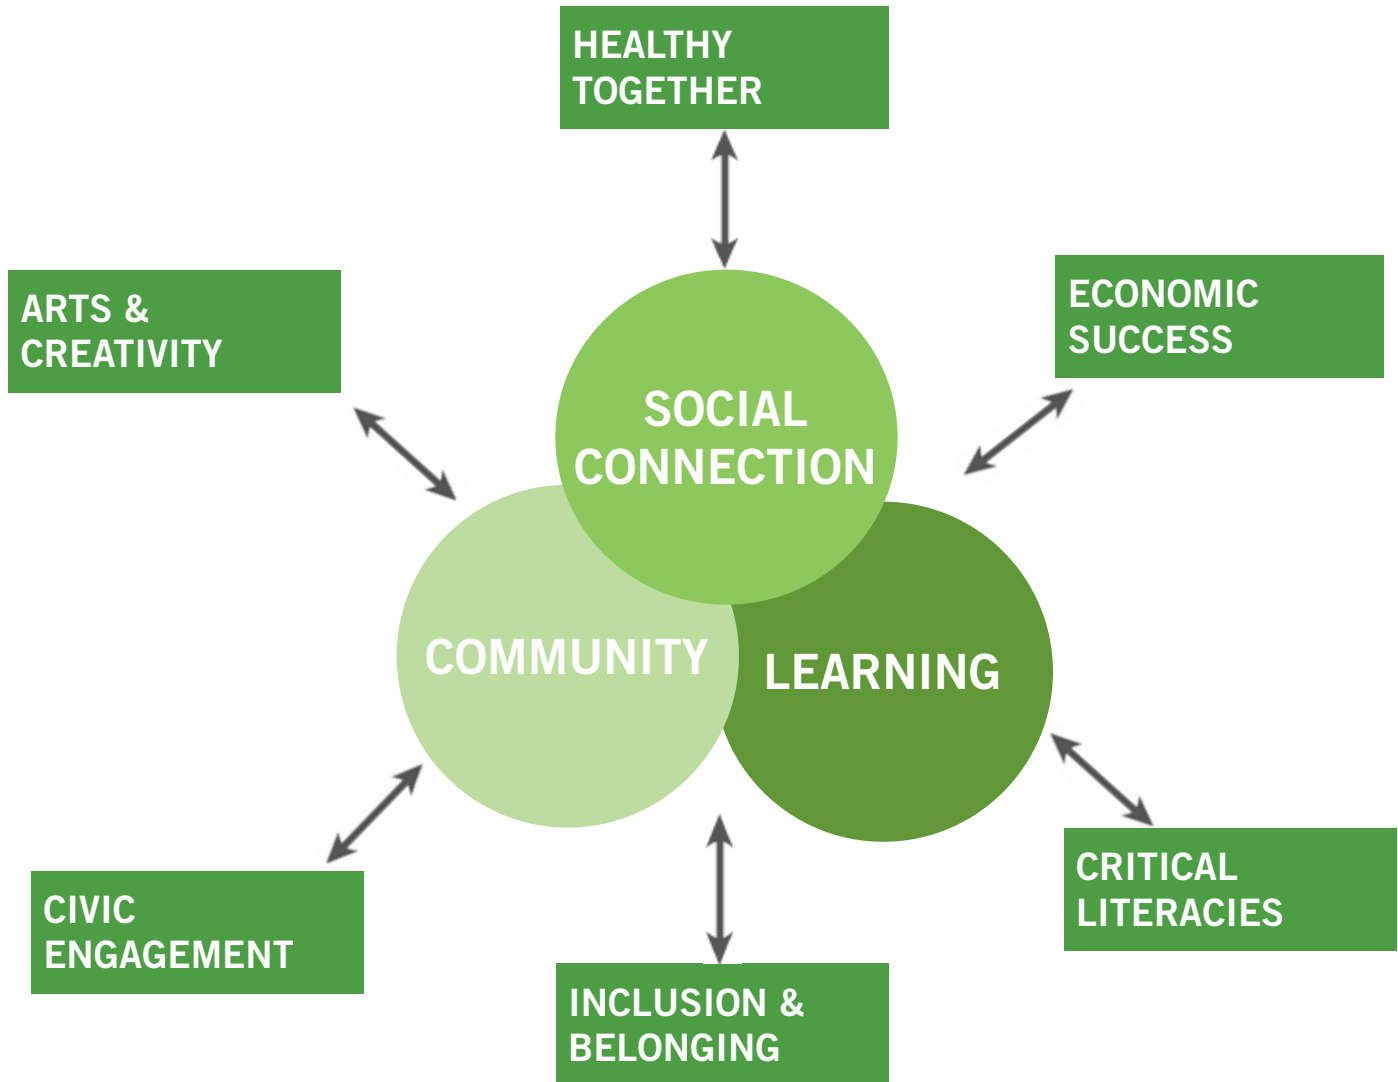 HEALTHY
TOGETHER
ARTS &
CREATIVITY
ECONOMIC
SUCCESS
SOCIAL
CONNECTION
COMMUNITY
LEARNING
CIVIC
ENGAGEMENT
CRITICAL
LITERACIES
INCLUSION &
BELONGING